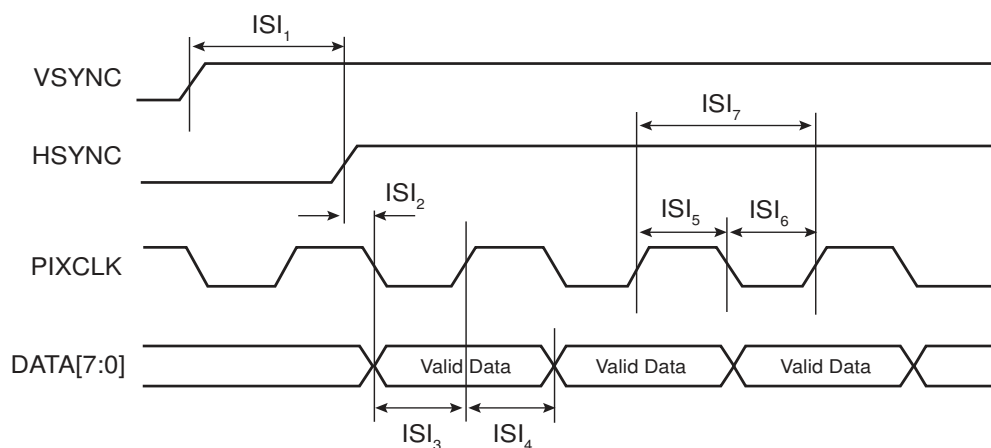 ISI₁
VSYNC
ISI₇
HSYNC
ISI₂
ISI₅
ISI₆
PIXCLK
DATA[7:0]
Valid Data
Valid Data
Valid Data
ISI₃
ISI₄